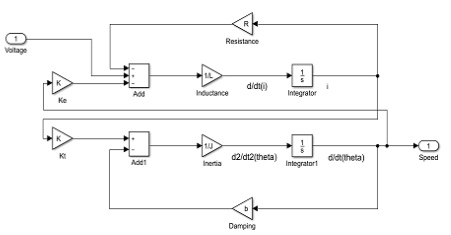 R
Resistance
1
Voltage
K
Ke
−
+
−
Add
1/L
Inductance
d/dt(i)
1
s
Integrator
i
K
Kt
+
−
Add1
1/J
Inertia
d2/dt2(theta)
1
s
Integrator1
d/dt(theta)
1
Speed
b
Damping